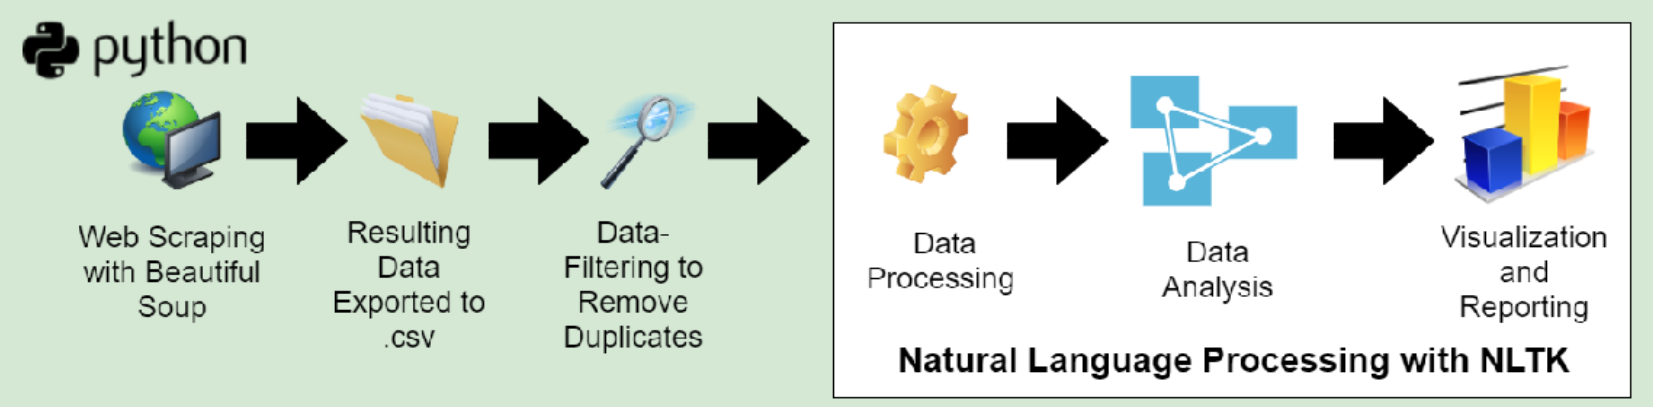 python
Web Scraping
with Beautiful
Soup
Resulting
Data
Exported to
.csv
Data-
Filtering to
Remove
Duplicates
Data
Processing
Data
Analysis
Visualization
and
Reporting
Natural Language Processing with NLTK